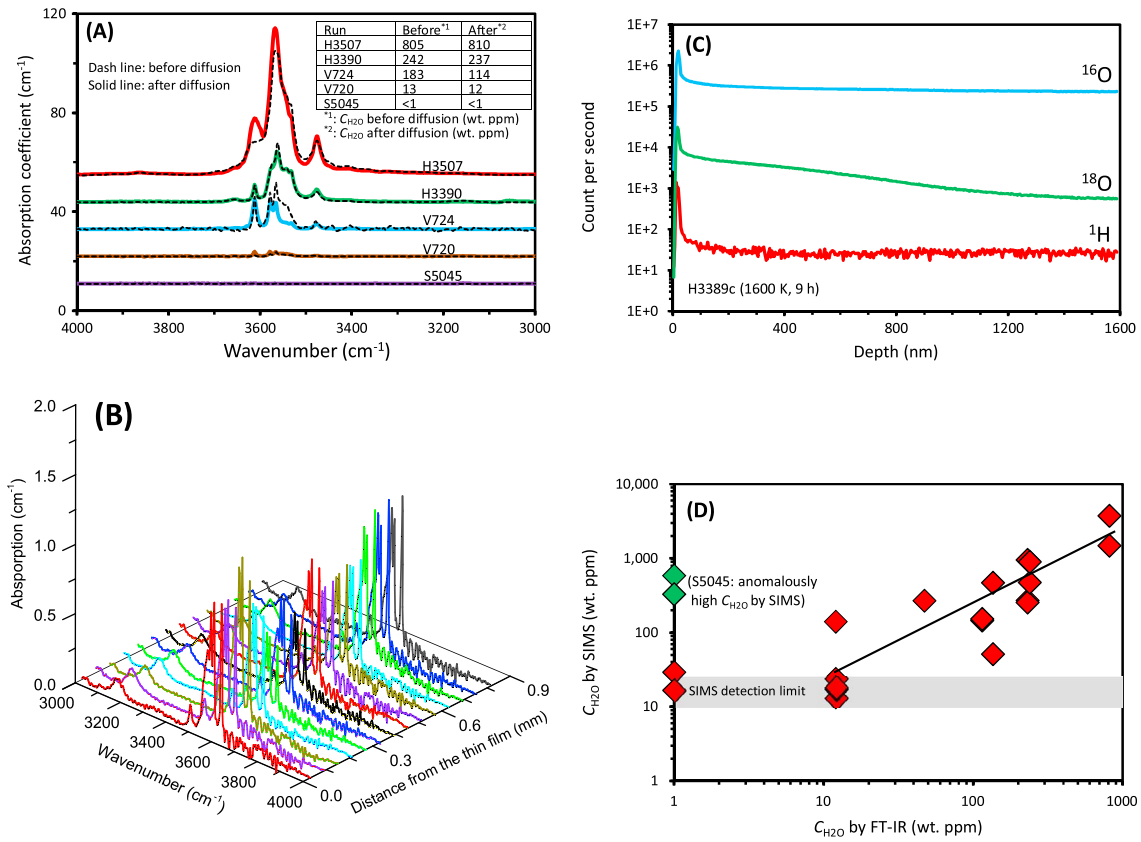 (A)
120
80
40
0
Absorption coefficient (cm-1)
Dash line: before diffusion
Solid line: after diffusion
Run Before*1 After*2
H3507 805 810
H3390 242 237
V724 183 114
V720 13 12
S5045 <1 <1
*1: CH2O before diffusion (wt. ppm)
*2: CH2O after diffusion (wt. ppm)
H3507
H3390
V724
V720
S5045
4000 3800 3600 3400 3200 3000
Wavenumber (cm-1)
(C)
1E+7
1E+6
1E+5
1E+4
1E+3
1E+2
1E+1
1E+0
Count per second
16O
18O
1H
H3389c (1600 K, 9 h)
0 400 800 1200 1600
Depth (nm)
(B)
2.0
1.5
1.0
0.5
0.0
Absporption (cm-1)
3000
3200
3400
3600
3800
4000
Wavenumber (cm-1)
0.0
0.3
0.6
0.9
Distance from the thin film (mm)
(D)
10,000
1,000
100
10
1
CH2O by SIMS (wt. ppm)
(S5045: anomalously
high CH2O by SIMS)
SIMS detection limit
1 10 100 1000
CH2O by FT-IR (wt. ppm)